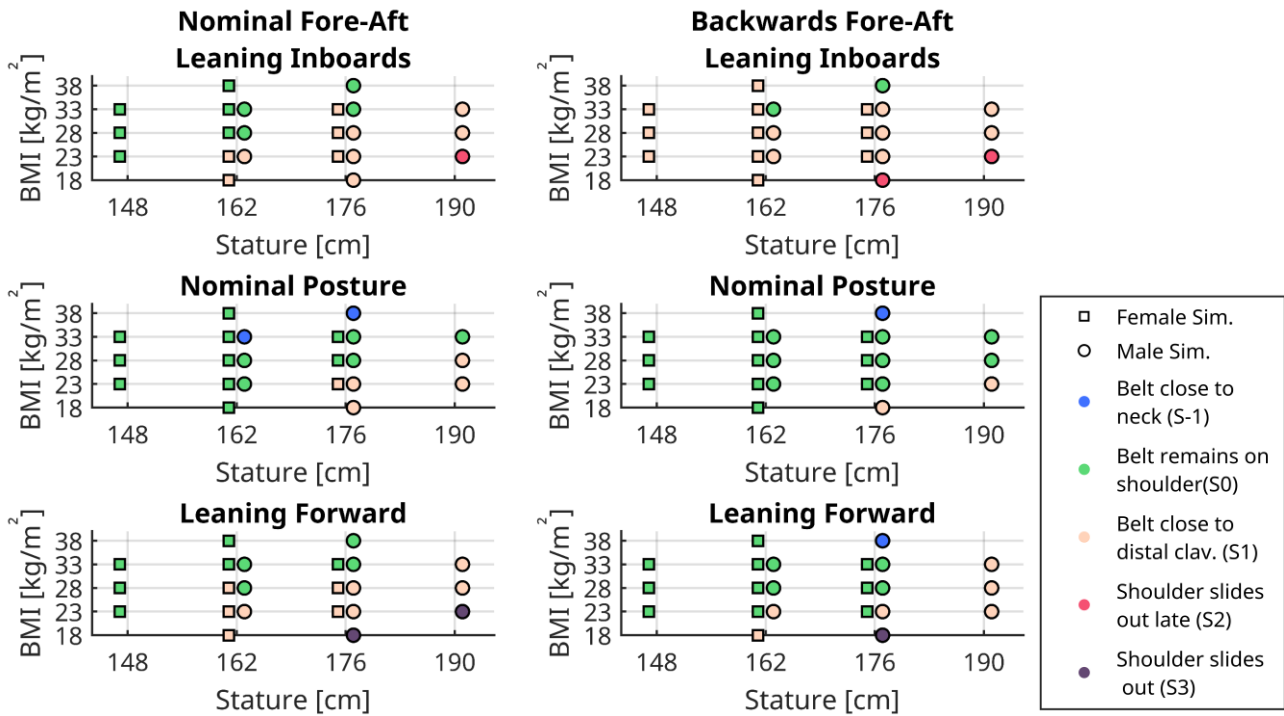 Nominal Fore-Aft
Leaning Inboards
BMI [kg/m²]
38
33
28
23
18
148 162 176 190
Stature [cm]
Backwards Fore-Aft
Leaning Inboards
BMI [kg/m²]
38
33
28
23
18
148 162 176 190
Stature [cm]
Nominal Posture
BMI [kg/m²]
38
33
28
23
18
148 162 176 190
Stature [cm]
Nominal Posture
BMI [kg/m²]
38
33
28
23
18
148 162 176 190
Stature [cm]
Leaning Forward
BMI [kg/m²]
38
33
28
23
18
148 162 176 190
Stature [cm]
Leaning Forward
BMI [kg/m²]
38
33
28
23
18
148 162 176 190
Stature [cm]
Female Sim.
Male Sim.
Belt close to
neck (S-1)
Belt remains on
shoulder(S0)
Belt close to
distal clav. (S1)
Shoulder slides
out late (S2)
Shoulder slides
out (S3)